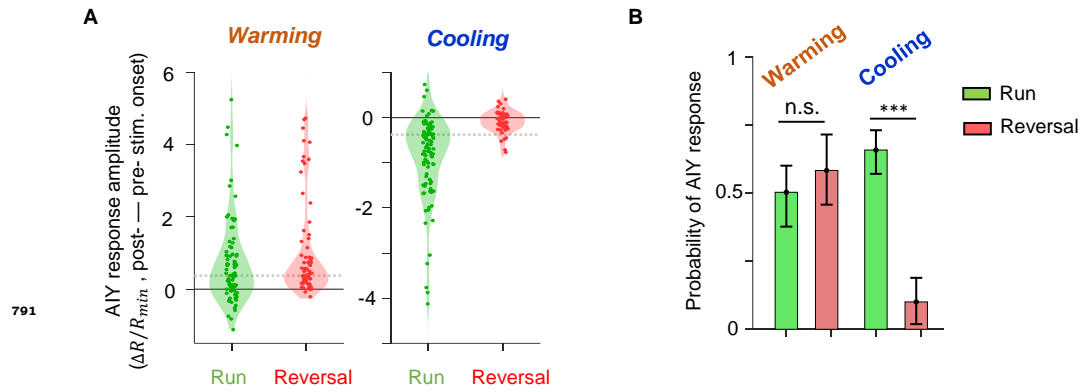 A
Warming
Cooling
AIY response amplitude
(ΔR/R_min , post- — pre- stim. onset)
6
4
2
0
0
-2
-4
Run
Reversal
Run
Reversal
791
B
Warming
Cooling
Probability of AIY response
1
0.5
0
n.s.
***
Run
Reversal